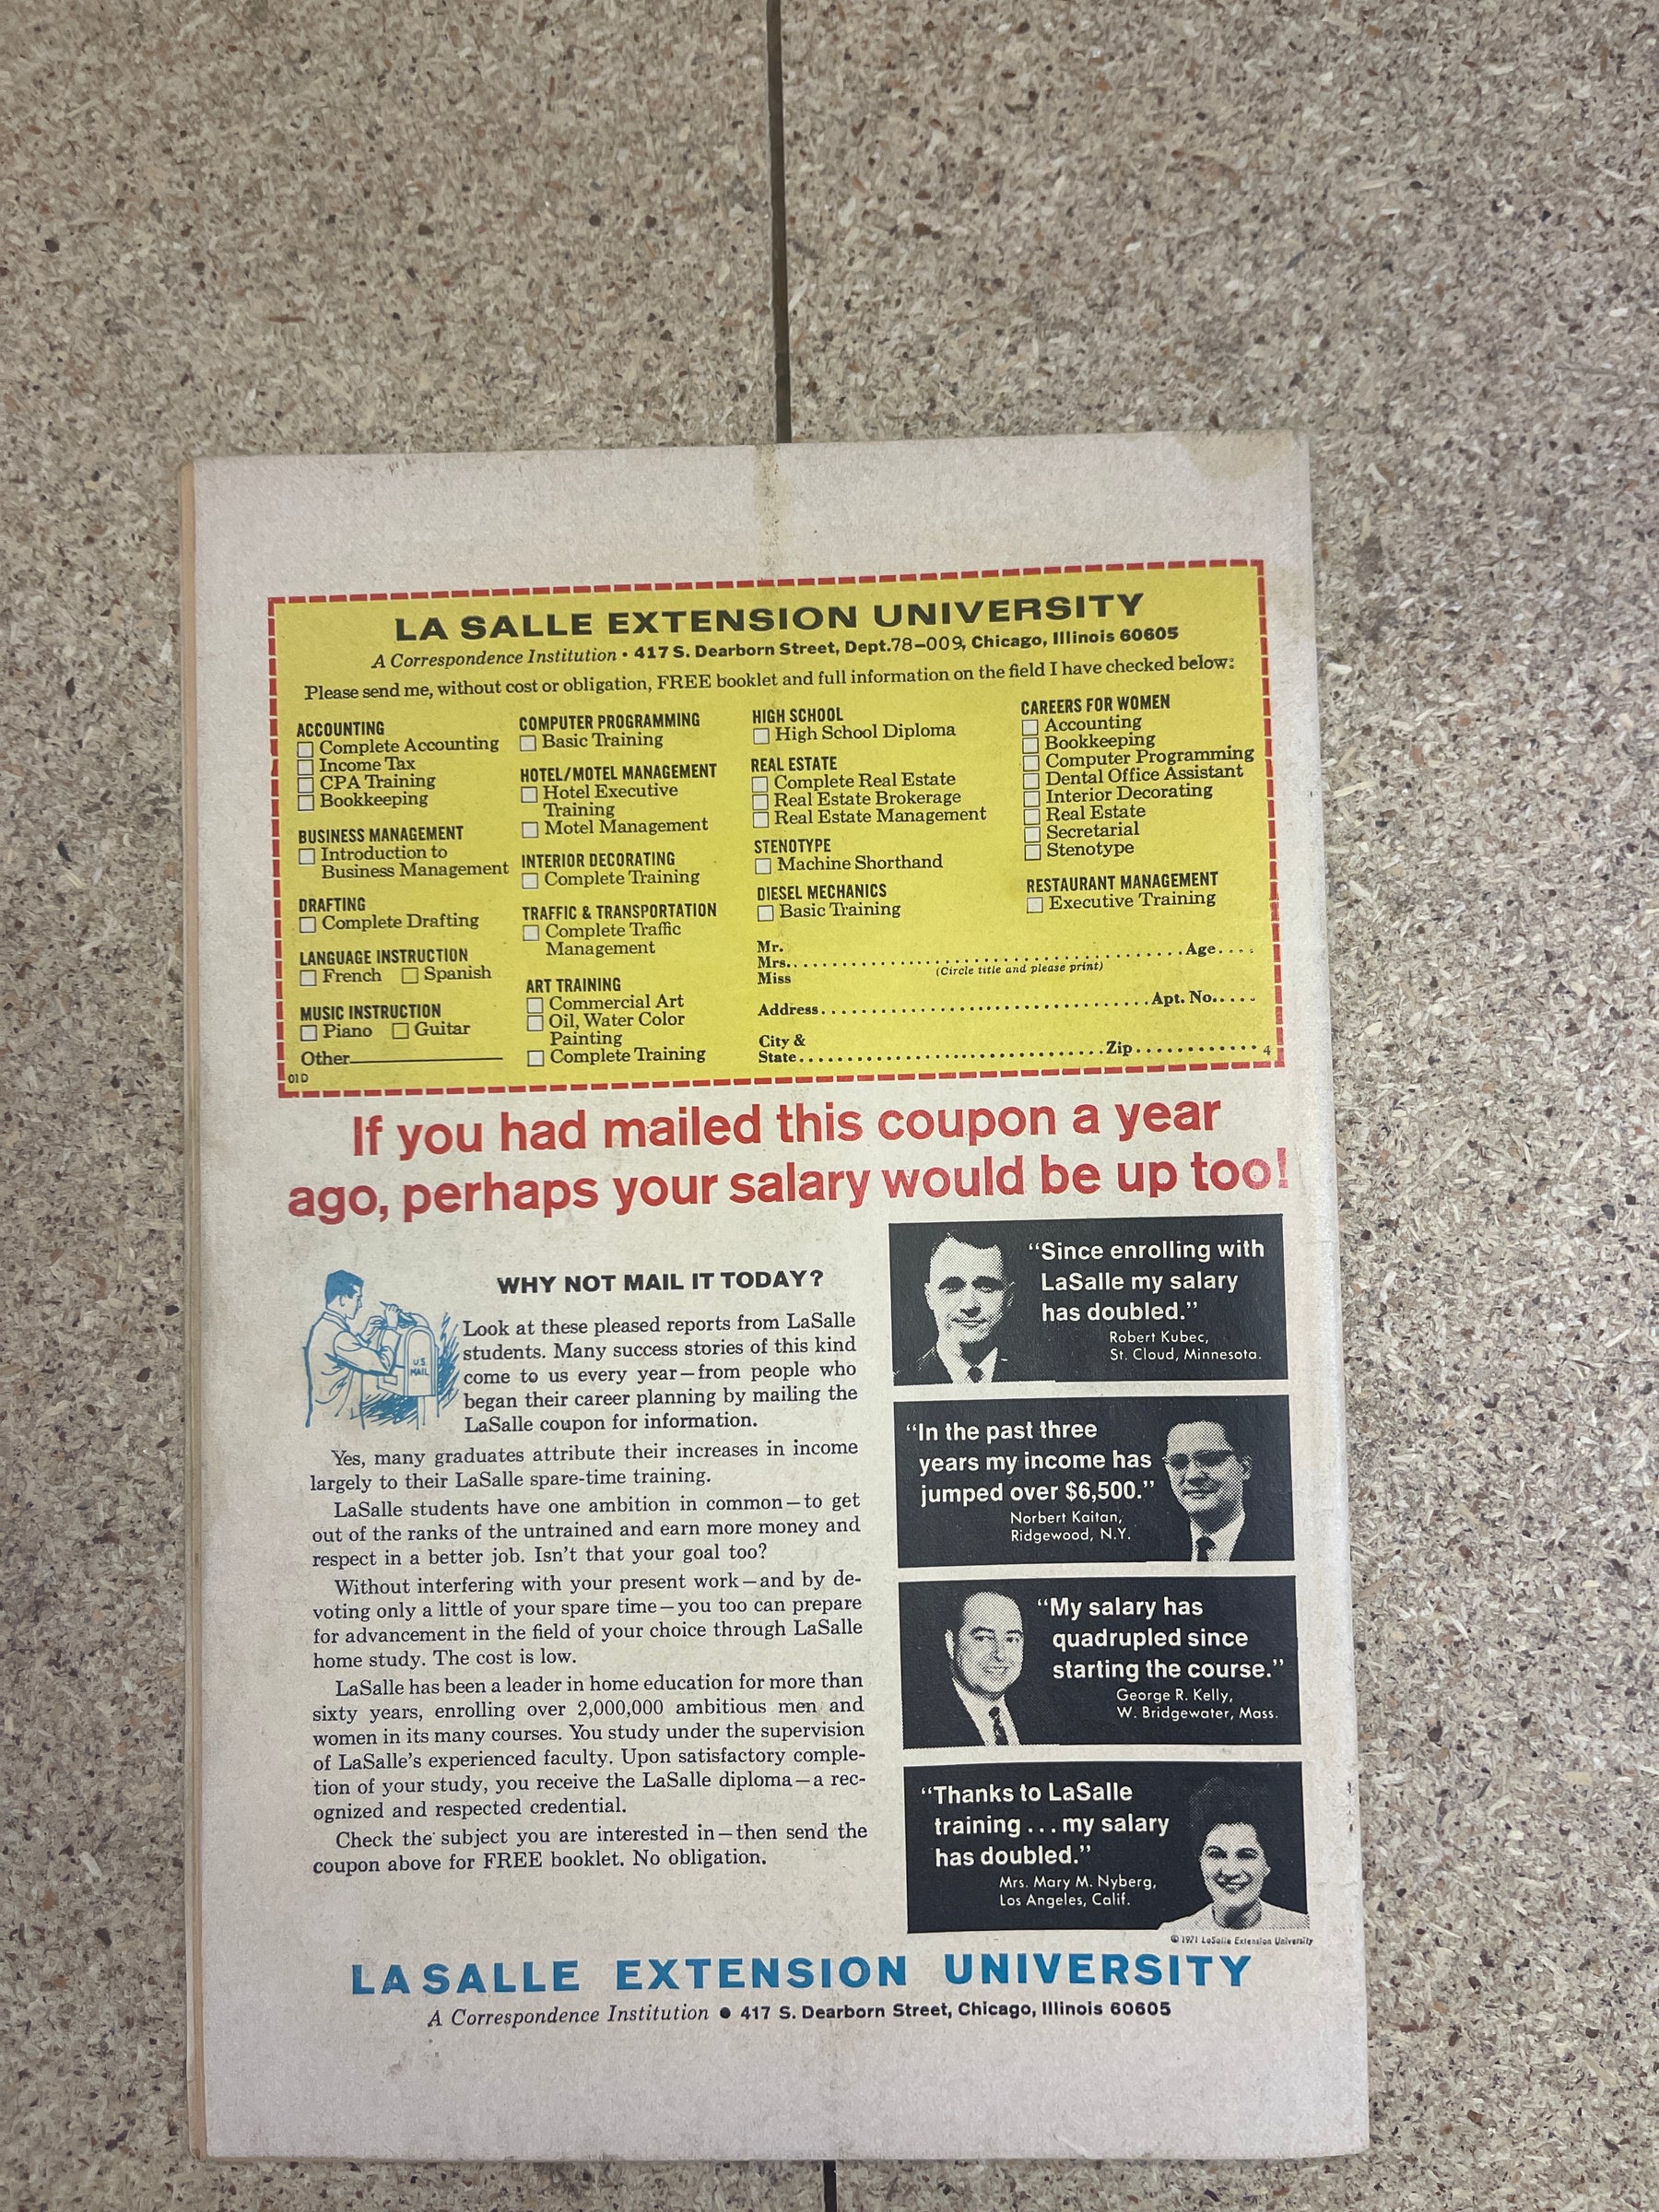 LA SALLE EXTENSION UNIVERSITY
A Correspondence Institution • 417 S. Dearborn Street, Dept.78-009, Chicago, Illinois 60605
Please send me, without cost or obligation, FREE booklet and full information on the field I have checked below:
ACCOUNTING
Complete Accounting
Income Tax
CPA Training
Bookkeeping
BUSINESS MANAGEMENT
Introduction to
Business Management
DRAFTING
Complete Drafting
LANGUAGE INSTRUCTION
French Spanish
MUSIC INSTRUCTION
Piano Guitar
Other
01D
COMPUTER PROGRAMMING
Basic Training
HOTEL/MOTEL MANAGEMENT
Hotel Executive
Training
Motel Management
INTERIOR DECORATING
Complete Training
TRAFFIC & TRANSPORTATION
Complete Traffic
Management
ART TRAINING
Commercial Art
Oil, Water Color
Painting
Complete Training
HIGH SCHOOL
High School Diploma
REAL ESTATE
Complete Real Estate
Real Estate Brokerage
Real Estate Management
STENOTYPE
Machine Shorthand
DIESEL MECHANICS
Basic Training
CAREERS FOR WOMEN
Accounting
Bookkeeping
Computer Programming
Dental Office Assistant
Interior Decorating
Real Estate
Secretarial
Stenotype
RESTAURANT MANAGEMENT
Executive Training
Mr.
Mrs. Age
Miss (Circle title and please print)
Address Apt. No.
City &
State Zip 4
If you had mailed this coupon a year
ago, perhaps your salary would be up too!
WHY NOT MAIL IT TODAY?
U.S.
MAIL
Look at these pleased reports from LaSalle
students. Many success stories of this kind
come to us every year—from people who
began their career planning by mailing the
LaSalle coupon for information.
Yes, many graduates attribute their increases in income
largely to their LaSalle spare-time training.
LaSalle students have one ambition in common—to get
out of the ranks of the untrained and earn more money and
respect in a better job. Isn't that your goal too?
Without interfering with your present work—and by de-
voting only a little of your spare time—you too can prepare
for advancement in the field of your choice through LaSalle
home study. The cost is low.
LaSalle has been a leader in home education for more than
sixty years, enrolling over 2,000,000 ambitious men and
women in its many courses. You study under the supervision
of LaSalle's experienced faculty. Upon satisfactory comple-
tion of your study, you receive the LaSalle diploma—a rec-
ognized and respected credential.
Check the subject you are interested in—then send the
coupon above for FREE booklet. No obligation.
"Since enrolling with
LaSalle my salary
has doubled."
Robert Kubec,
St. Cloud, Minnesota.
"In the past three
years my income has
jumped over $6,500."
Norbert Kaitan,
Ridgewood, N.Y.
"My salary has
quadrupled since
starting the course."
George R. Kelly,
W. Bridgewater, Mass.
"Thanks to LaSalle
training . . . my salary
has doubled."
Mrs. Mary M. Nyberg,
Los Angeles, Calif.
© 1971 LaSalle Extension University
LA SALLE EXTENSION UNIVERSITY
A Correspondence Institution • 417 S. Dearborn Street, Chicago, Illinois 60605